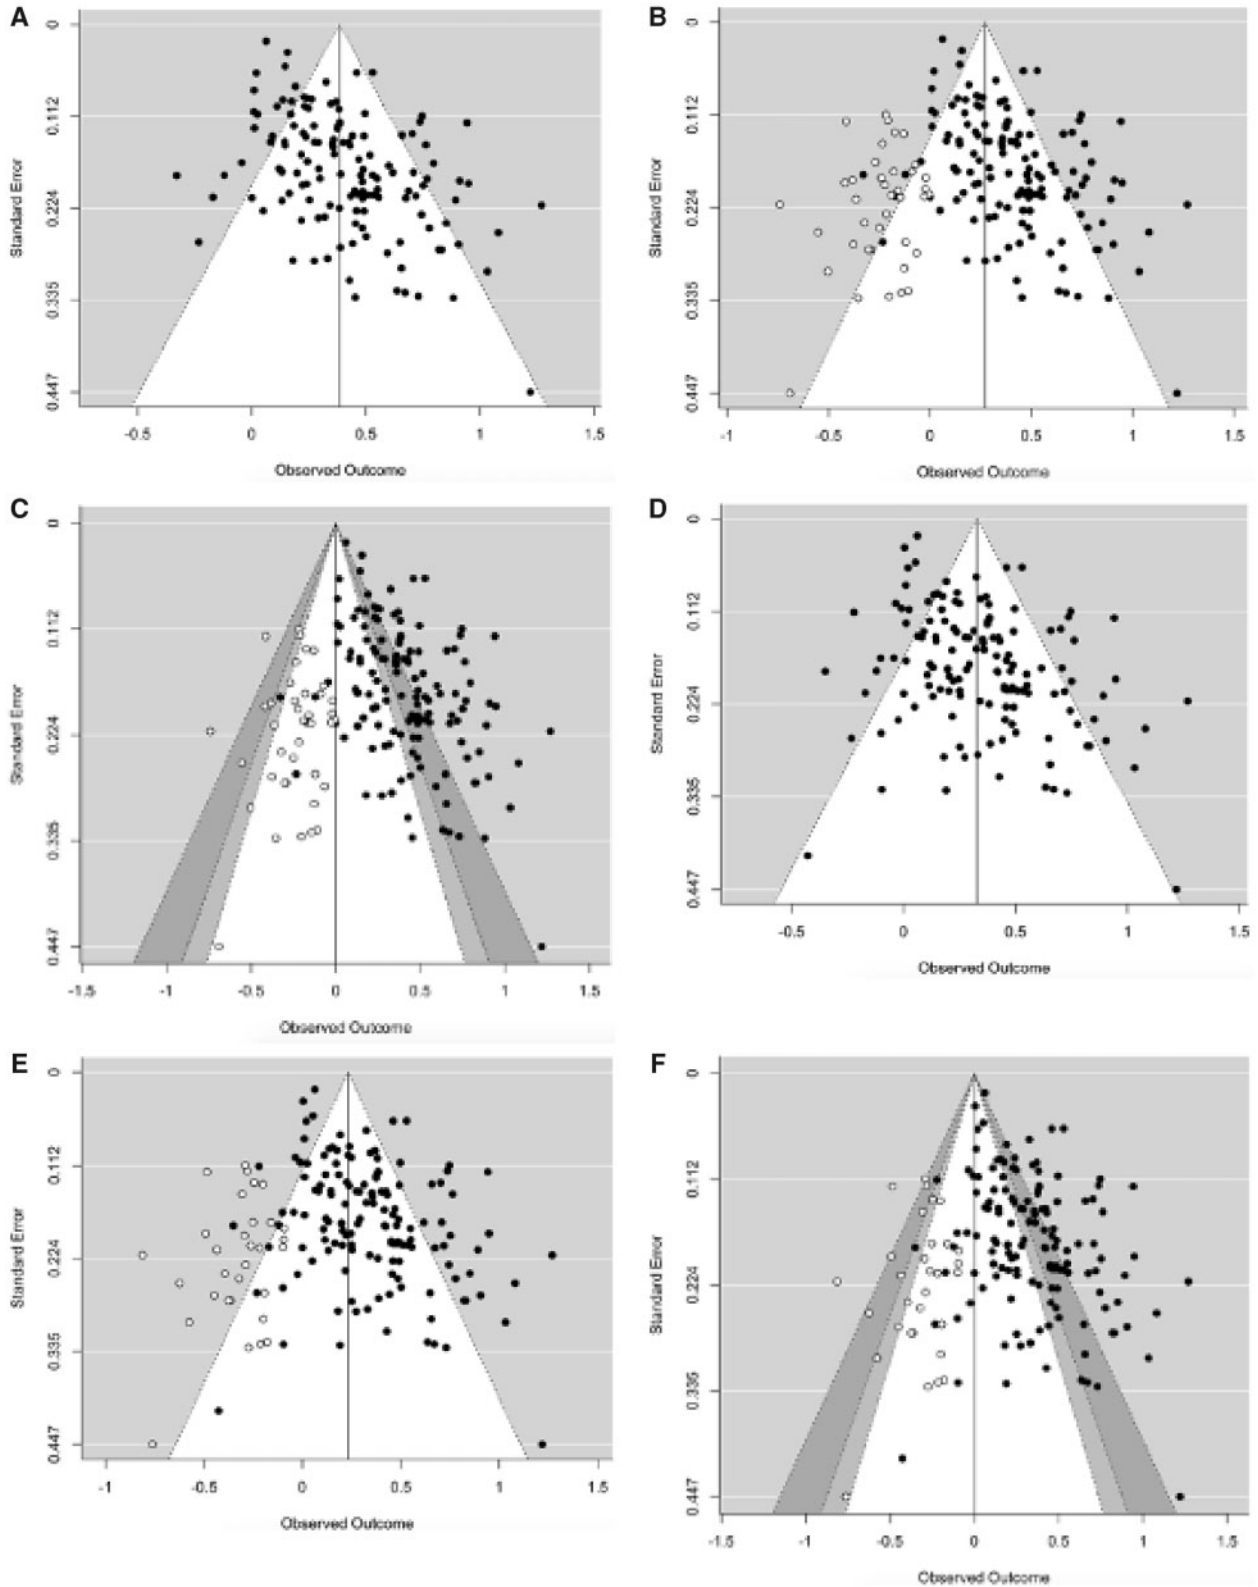 A
0
0.112
0.224
0.335
0.447
Standard Error
-0.5 0 0.5 1 1.5
Observed Outcome
B
0
0.112
0.224
0.335
0.447
Standard Error
-1 -0.5 0 0.5 1 1.5
Observed Outcome
C
0
0.112
0.224
0.335
0.447
Standard Error
-1.5 -1 -0.5 0 0.5 1 1.5
Observed Outcome
D
0
0.112
0.224
0.335
0.447
Standard Error
-0.5 0 0.5 1 1.5
Observed Outcome
E
0
0.112
0.224
0.335
0.447
Standard Error
-1 -0.5 0 0.5 1 1.5
Observed Outcome
F
0
0.112
0.224
0.335
0.447
Standard Error
-1.5 -1 -0.5 0 0.5 1 1.5
Observed Outcome